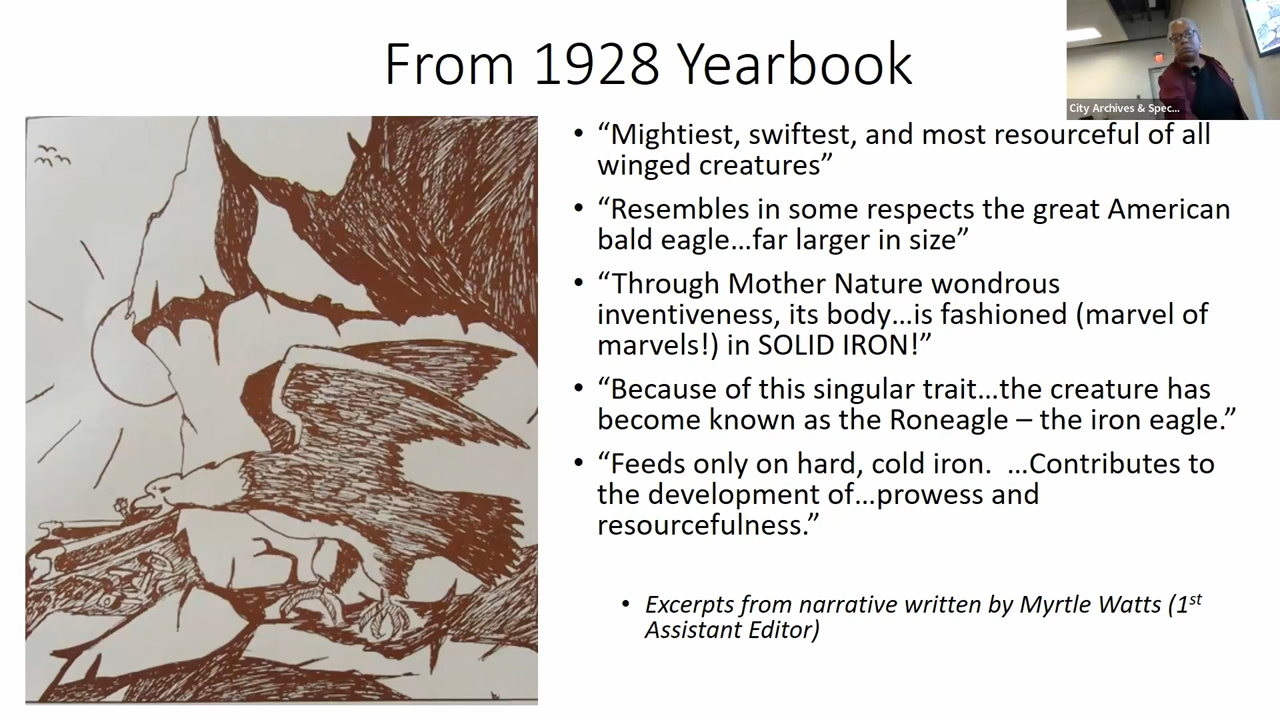 From 1928 Yearbook
City Archives & Spec...
• “Mightiest, swiftest, and most resourceful of all
winged creatures”
• “Resembles in some respects the great American
bald eagle…far larger in size”
• “Through Mother Nature wondrous
inventiveness, its body…is fashioned (marvel of
marvels!) in SOLID IRON!”
• “Because of this singular trait…the creature has
become known as the Roneagle – the iron eagle.”
• “Feeds only on hard, cold iron.  …Contributes to
the development of…prowess and
resourcefulness.”
• Excerpts from narrative written by Myrtle Watts (1st
Assistant Editor)